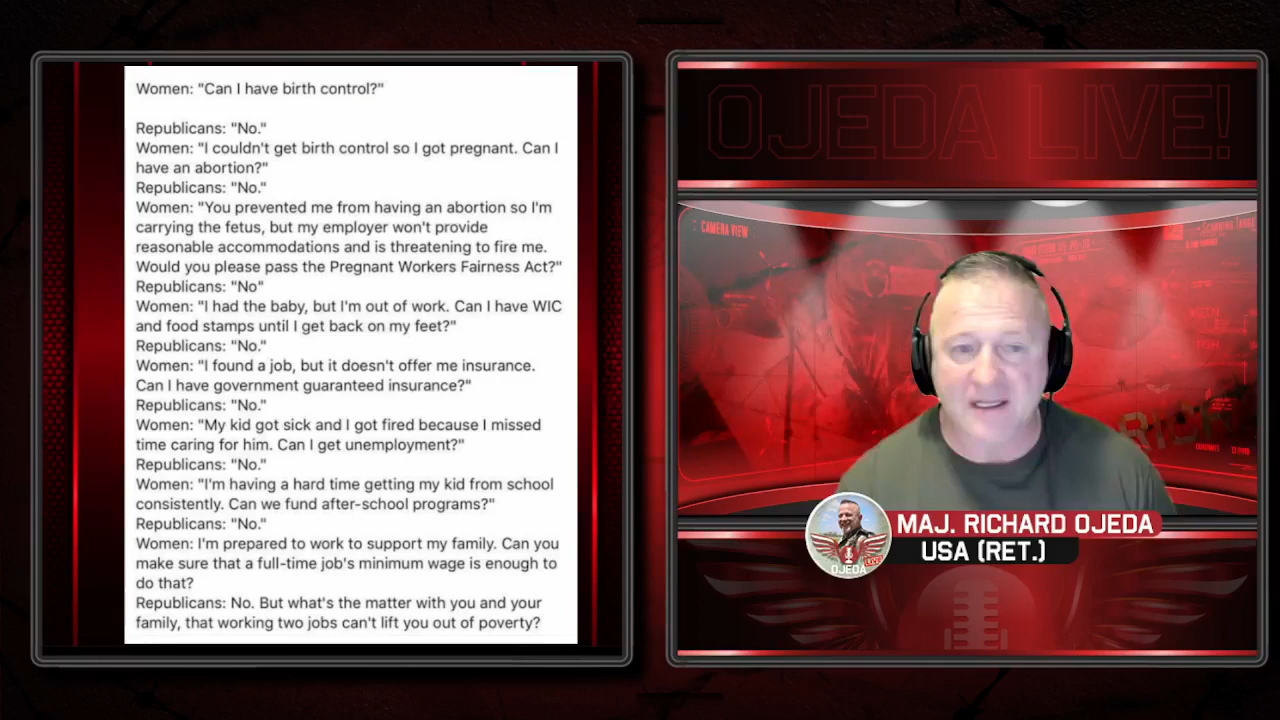 Women: "Can I have birth control?"
Republicans: "No."
Women: "I couldn't get birth control so I got pregnant. Can I
have an abortion?"
Republicans: "No."
Women: "You prevented me from having an abortion so I'm
carrying the fetus, but my employer won't provide
reasonable accommodations and is threatening to fire me.
Would you please pass the Pregnant Workers Fairness Act?"
Republicans: "No"
Women: "I had the baby, but I'm out of work. Can I have WIC
and food stamps until I get back on my feet?"
Republicans: "No."
Women: "I found a job, but it doesn't offer me insurance.
Can I have government guaranteed insurance?"
Republicans: "No."
Women: "My kid got sick and I got fired because I missed
time caring for him. Can I get unemployment?"
Republicans: "No."
Women: "I'm having a hard time getting my kid from school
consistently. Can we fund after-school programs?"
Republicans: "No."
Women: I'm prepared to work to support my family. Can you
make sure that a full-time job's minimum wage is enough to
do that?
Republicans: No. But what's the matter with you and your
family, that working two jobs can't lift you out of poverty?
OJEDA LIVE!
CAMERA VIEW
MAJ. RICHARD OJEDA
USA (RET.)
OJEDA
LIVE